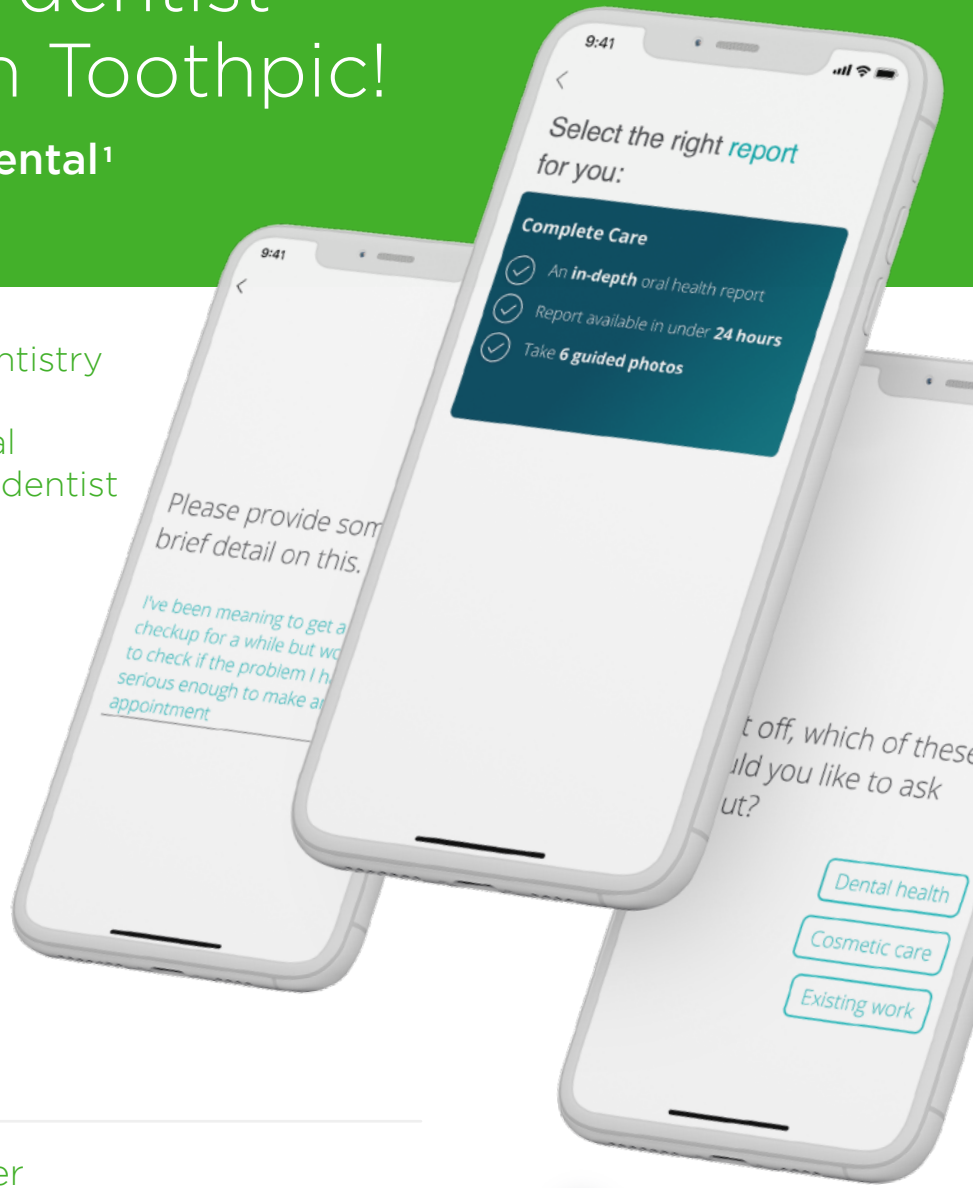 dentist
Toothpic!
ental¹
ntistry
al
dentist
9:41
Select the right report
for you:
Complete Care
An in-depth oral health report
Report available in under 24 hours
Take 6 guided photos
9:41
Please provide som
brief detail on this.
I've been meaning to get a
checkup for a while but wo
to check if the problem I h
serious enough to make an
appointment
t off, which of these
uld you like to ask
ut?
Dental health
Cosmetic care
Existing work
er